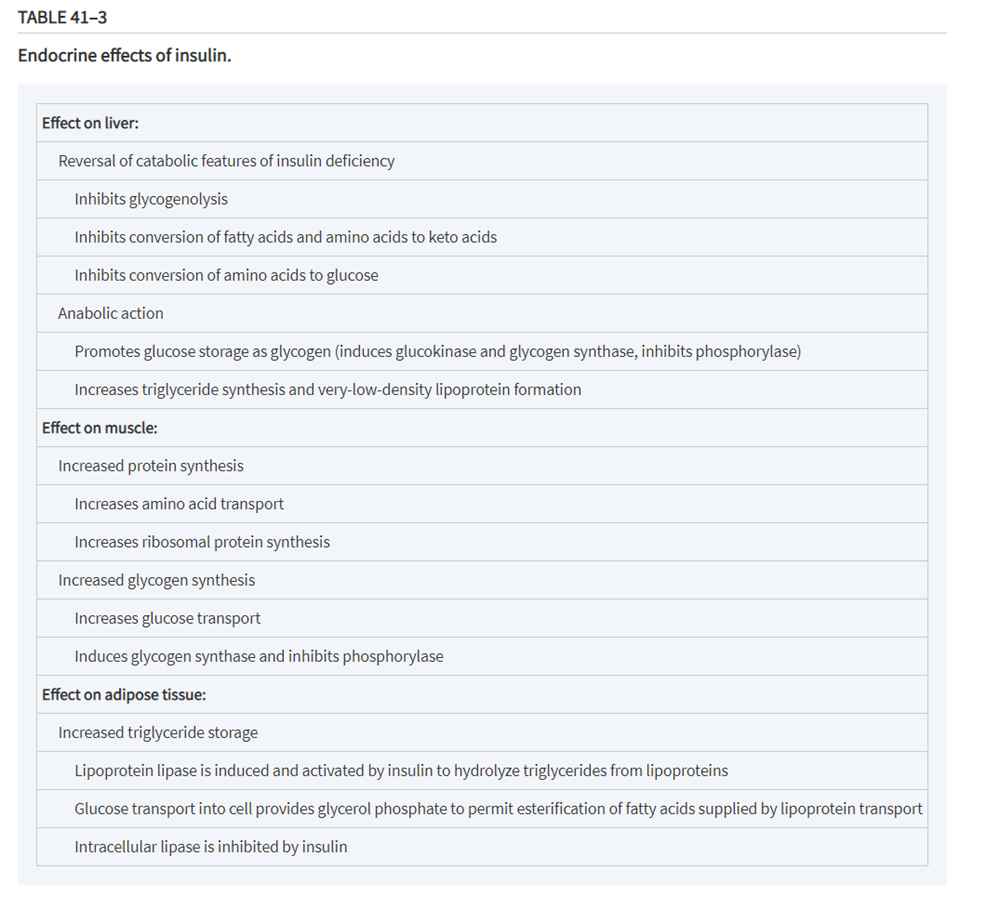 TABLE 41–3
Endocrine effects of insulin.
Effect on liver:
Reversal of catabolic features of insulin deficiency
Inhibits glycogenolysis
Inhibits conversion of fatty acids and amino acids to keto acids
Inhibits conversion of amino acids to glucose
Anabolic action
Promotes glucose storage as glycogen (induces glucokinase and glycogen synthase, inhibits phosphorylase)
Increases triglyceride synthesis and very-low-density lipoprotein formation
Effect on muscle:
Increased protein synthesis
Increases amino acid transport
Increases ribosomal protein synthesis
Increased glycogen synthesis
Increases glucose transport
Induces glycogen synthase and inhibits phosphorylase
Effect on adipose tissue:
Increased triglyceride storage
Lipoprotein lipase is induced and activated by insulin to hydrolyze triglycerides from lipoproteins
Glucose transport into cell provides glycerol phosphate to permit esterification of fatty acids supplied by lipoprotein transport
Intracellular lipase is inhibited by insulin